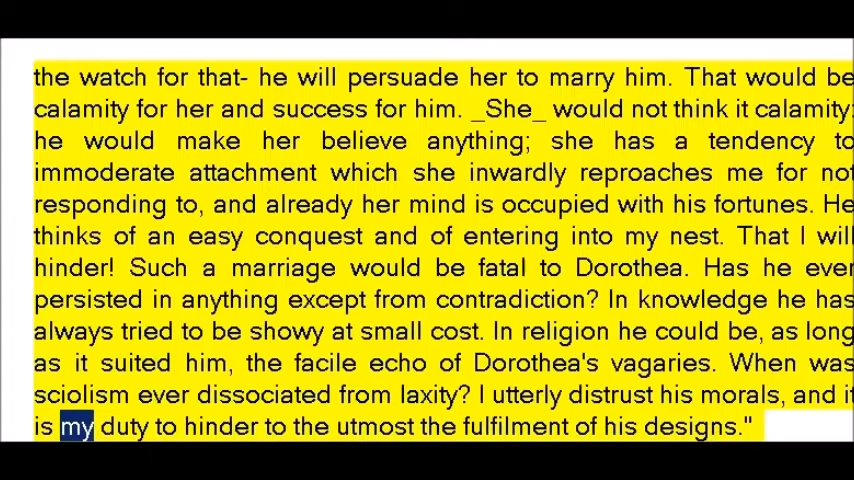 the watch for that- he will persuade her to marry him. That would be
calamity for her and success for him. _She_ would not think it calamity:
he would make her believe anything; she has a tendency to
immoderate attachment which she inwardly reproaches me for not
responding to, and already her mind is occupied with his fortunes. He
thinks of an easy conquest and of entering into my nest. That I will
hinder! Such a marriage would be fatal to Dorothea. Has he ever
persisted in anything except from contradiction? In knowledge he has
always tried to be showy at small cost. In religion he could be, as long
as it suited him, the facile echo of Dorothea's vagaries. When was
sciolism ever dissociated from laxity? I utterly distrust his morals, and it
is my duty to hinder to the utmost the fulfilment of his designs."